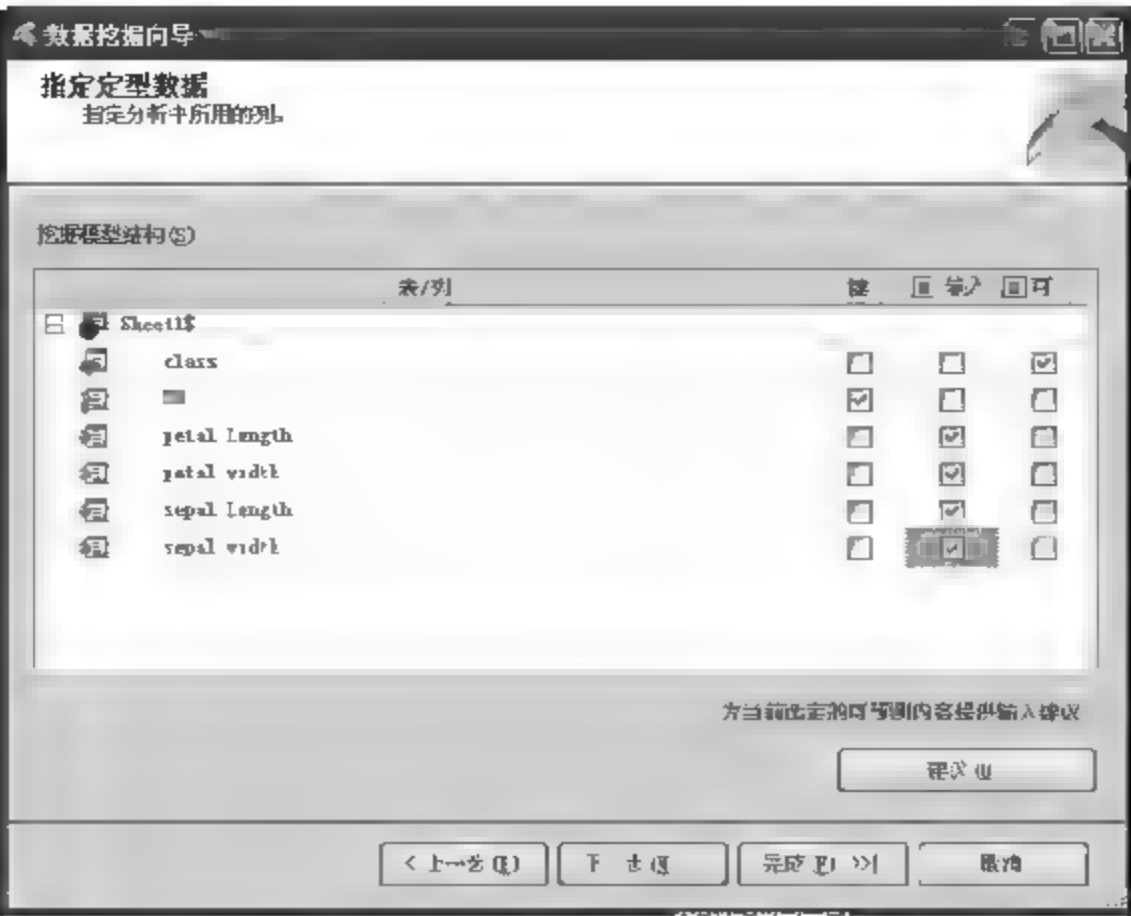 数据挖掘向导
指定定型数据
指定分析中所用的列。
挖掘模型结构(S)
表/列 键 输入 可
Sheet1$
class
petal Length
petal width
sepal Length
sepal width
为当前选定的可预测内容提供输入建议
建议
< 上一步(B) 下一步(N) 完成(F) >>| 取消